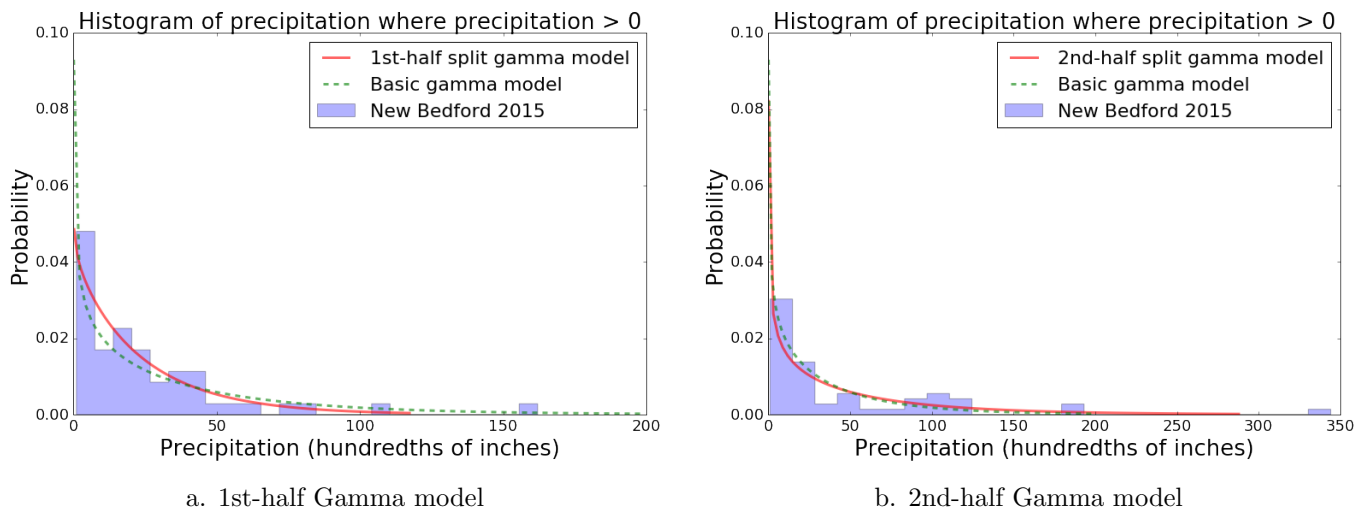 Histogram of precipitation where precipitation > 0
0.10
0.08
0.06
0.04
0.02
0.00
Probability
1st-half split gamma model
Basic gamma model
New Bedford 2015
0 50 100 150 200
Precipitation (hundredths of inches)
a. 1st-half Gamma model
Histogram of precipitation where precipitation > 0
0.10
0.08
0.06
0.04
0.02
0.00
Probability
2nd-half split gamma model
Basic gamma model
New Bedford 2015
0 50 100 150 200 250 300 350
Precipitation (hundredths of inches)
b. 2nd-half Gamma model